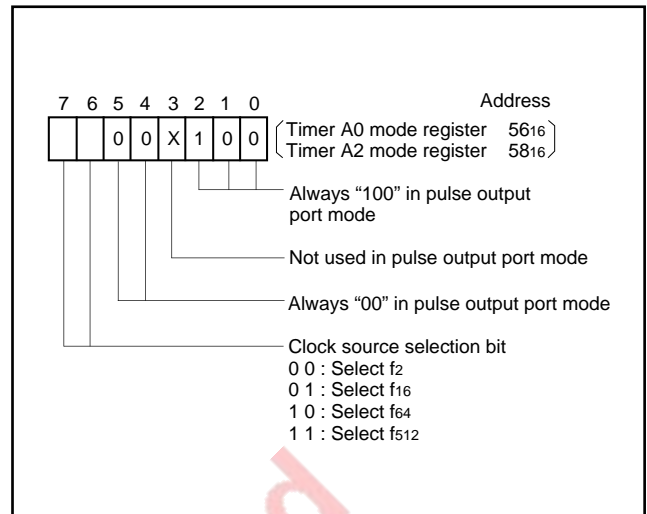 7 6 5 4 3 2 1 0
Address
0 0 X 1 0 0
Timer A0 mode register 5616
Timer A2 mode register 5816
Always “100” in pulse output
port mode
Not used in pulse output port mode
Always “00” in pulse output port mode
Clock source selection bit
0 0 : Select f2
0 1 : Select f16
1 0 : Select f64
1 1 : Select f512